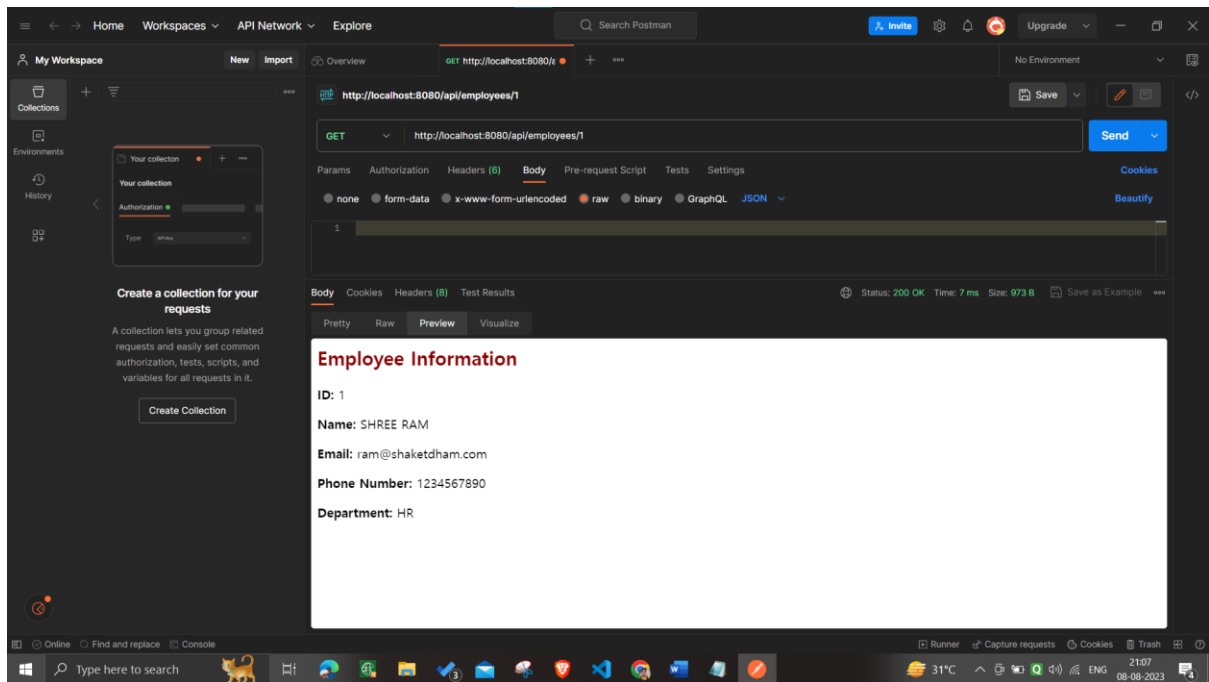 Home Workspaces API Network Explore Search Postman Invite Upgrade
My Workspace New Import Overview GET http://localhost:8080/a No Environment
Collections
Environments
History
Your collecton
Your collection
Authorization
Type API Key
Create a collection for your
requests
A collection lets you group related
requests and easily set common
authorization, tests, scripts, and
variables for all requests in it.
Create Collection
HTTP http://localhost:8080/api/employees/1 Save
GET http://localhost:8080/api/employees/1 Send
Params Authorization Headers (6) Body Pre-request Script Tests Settings Cookies
none form-data x-www-form-urlencoded raw binary GraphQL JSON Beautify
1
Body Cookies Headers (8) Test Results Status: 200 OK Time: 7 ms Size: 973 B Save as Example
Pretty Raw Preview Visualize
Employee Information
ID: 1
Name: SHREE RAM
Email: ram@shaketdham.com
Phone Number: 1234567890
Department: HR
Online Find and replace Console Runner Capture requests Cookies Trash
Type here to search 3 31°C ENG 21:07
08-08-2023 4